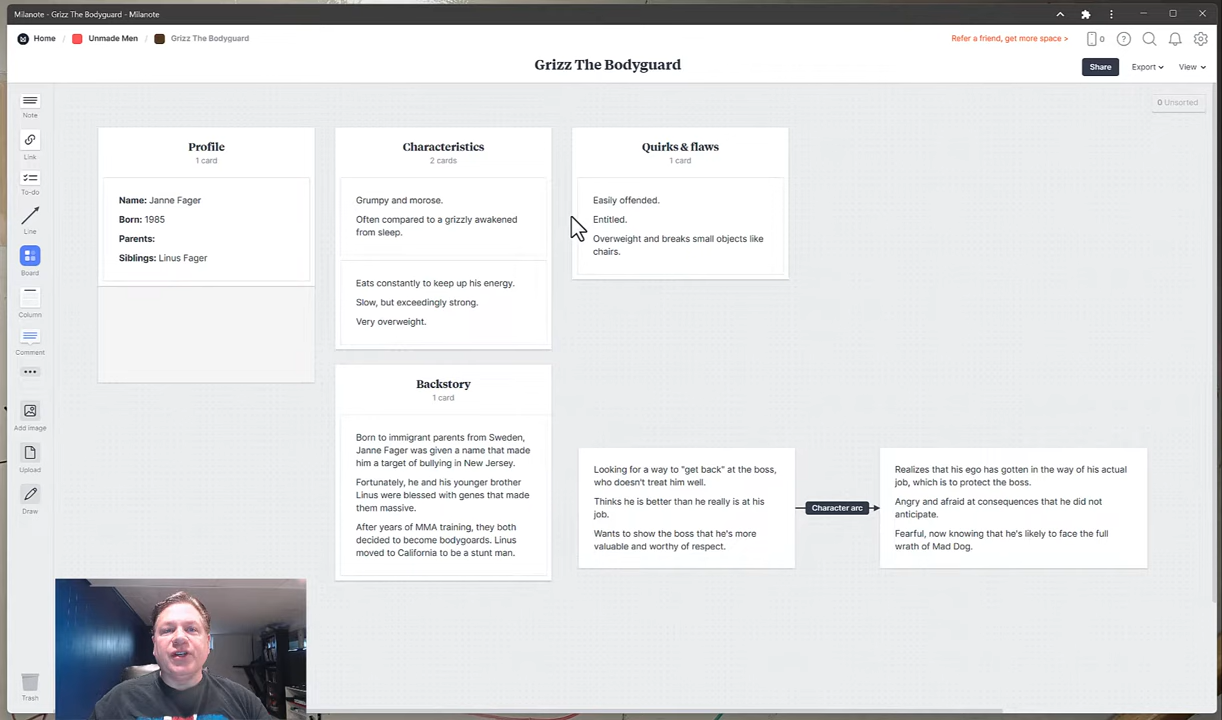 Milanote - Grizz The Bodyguard - Milanote
Home / Unmade Men / Grizz The Bodyguard
Refer a friend, get more space >
0
Grizz The Bodyguard
Share
Export
View
0 Unsorted
Note
Link
To-do
Line
Board
Column
Comment
Add image
Upload
Draw
Trash
Profile
1 card
Name: Janne Fager
Born: 1985
Parents:
Siblings: Linus Fager
Characteristics
2 cards
Grumpy and morose.
Often compared to a grizzly awakened
from sleep.
Eats constantly to keep up his energy.
Slow, but exceedingly strong.
Very overweight.
Quirks & flaws
1 card
Easily offended.
Entitled.
Overweight and breaks small objects like
chairs.
Backstory
1 card
Born to immigrant parents from Sweden,
Janne Fager was given a name that made
him a target of bullying in New Jersey.
Fortunately, he and his younger brother
Linus were blessed with genes that made
them massive.
After years of MMA training, they both
decided to become bodygoards. Linus
moved to California to be a stunt man.
Looking for a way to "get back" at the boss,
who doesn't treat him well.
Thinks he is better than he really is at his
job.
Wants to show the boss that he's more
valuable and worthy of respect.
Character arc
Realizes that his ego has gotten in the way of his actual
job, which is to protect the boss.
Angry and afraid at consequences that he did not
anticipate.
Fearful, now knowing that he's likely to face the full
wrath of Mad Dog.